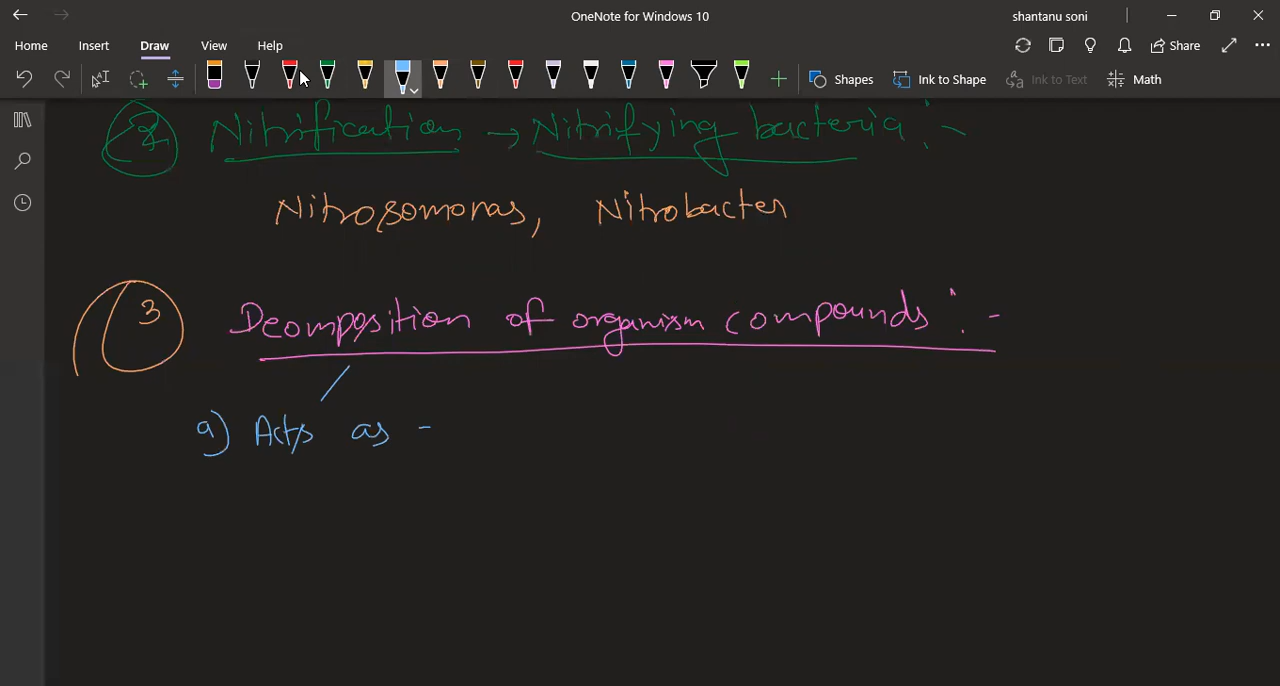 OneNote for Windows 10
shantanu soni
Home Insert Draw View Help
Share
Shapes Ink to Shape Ink to Text Math
2 Nitrification → Nitrifying bacteria :-
Nitrosomonas, Nitrobacter
3 Deomposition of organism compounds :-
a) Acts as -